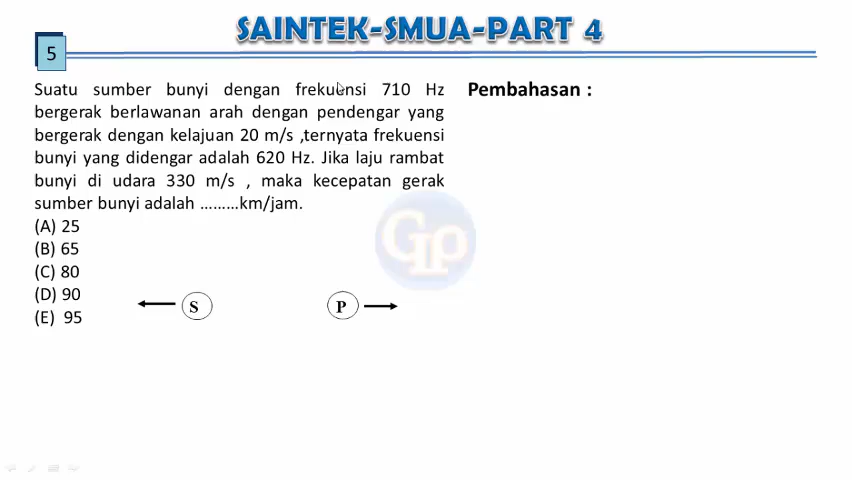 SAINTEK-SMUA-PART 4
5
Suatu sumber bunyi dengan frekuensi 710 Hz
bergerak berlawanan arah dengan pendengar yang
bergerak dengan kelajuan 20 m/s ,ternyata frekuensi
bunyi yang didengar adalah 620 Hz. Jika laju rambat
bunyi di udara 330 m/s , maka kecepatan gerak
sumber bunyi adalah .........km/jam.
(A) 25
(B) 65
(C) 80
(D) 90
(E) 95
Pembahasan :
GIP
S
P